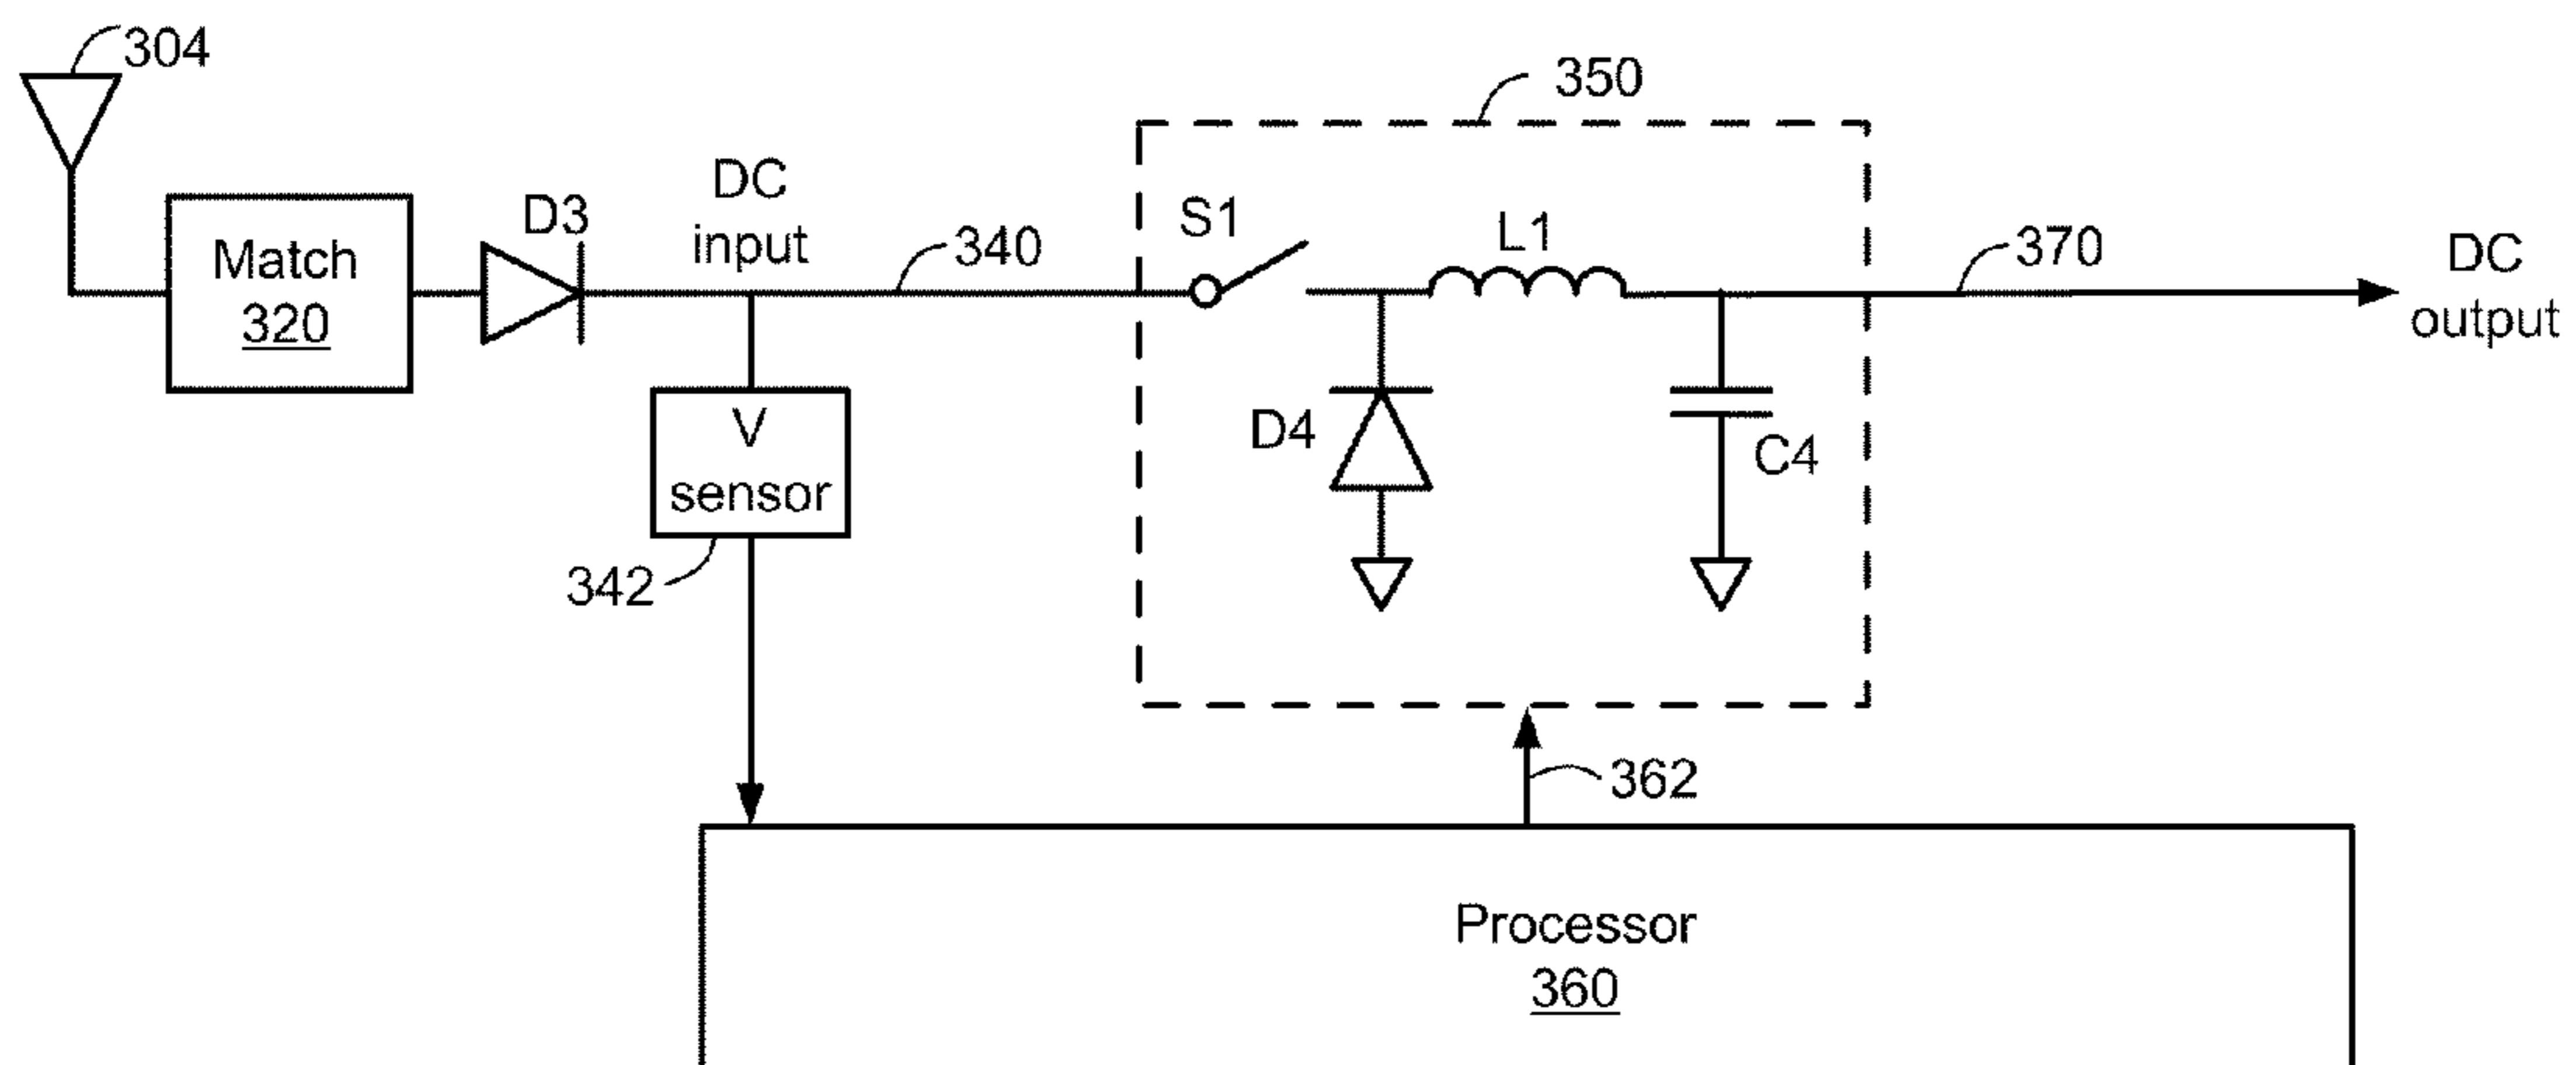 304
350
DC
input
D3
S1
L1
340
370
DC
output
Match
320
V
sensor
D4
C4
342
362
Processor
360